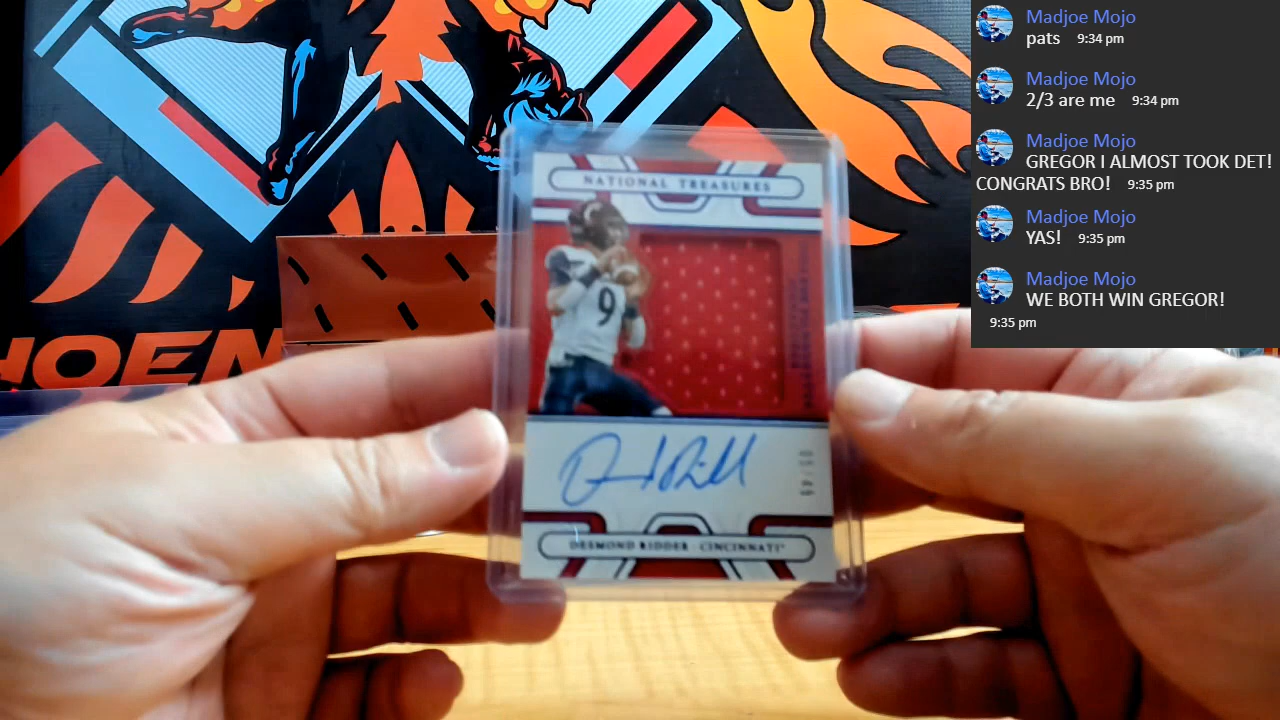 NATIONAL TREASURES
9
DESMOND RIDDER - CINCINNATI
HOEN
Madjoe Mojo
pats 9:34 pm
Madjoe Mojo
2/3 are me 9:34 pm
Madjoe Mojo
GREGOR I ALMOST TOOK DET!
CONGRATS BRO! 9:35 pm
Madjoe Mojo
YAS! 9:35 pm
Madjoe Mojo
WE BOTH WIN GREGOR!
9:35 pm